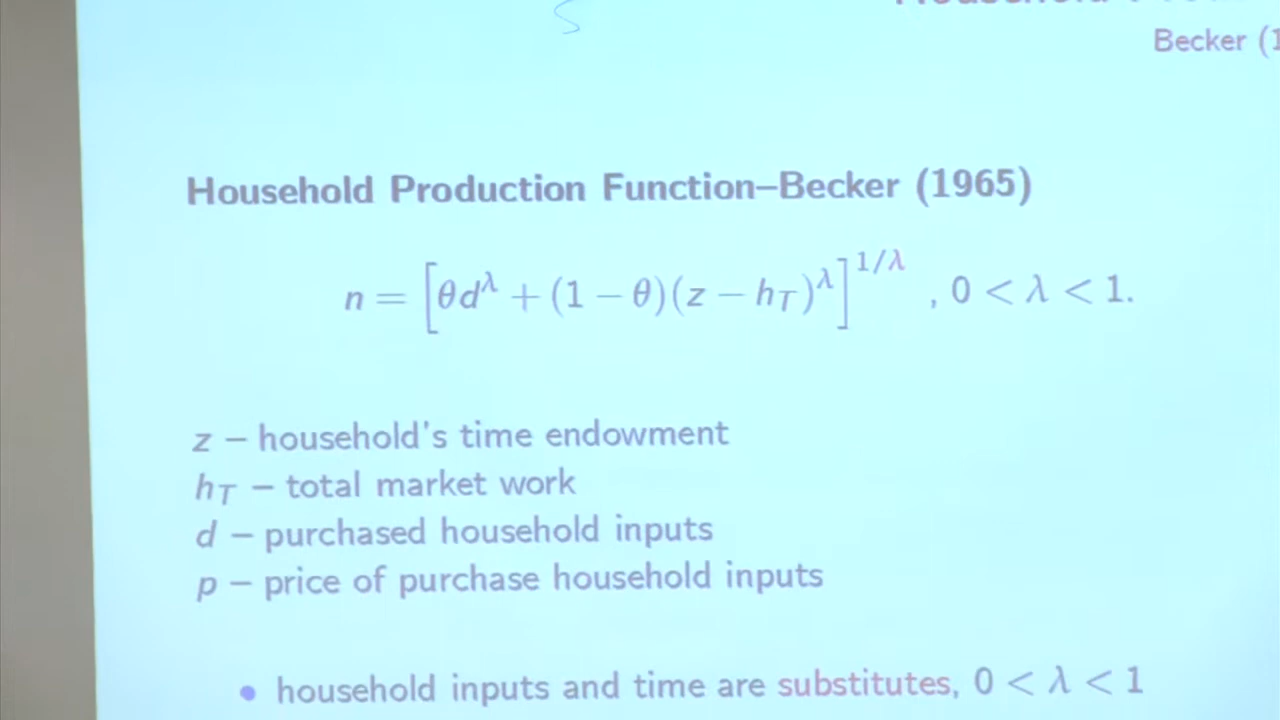 Becker (1
Household Production Function–Becker (1965)
n = [θd^λ + (1 − θ)(z − h_T)^λ]^{1/λ} , 0 < λ < 1.
z – household's time endowment
h_T – total market work
d – purchased household inputs
p – price of purchase household inputs
• household inputs and time are substitutes, 0 < λ < 1